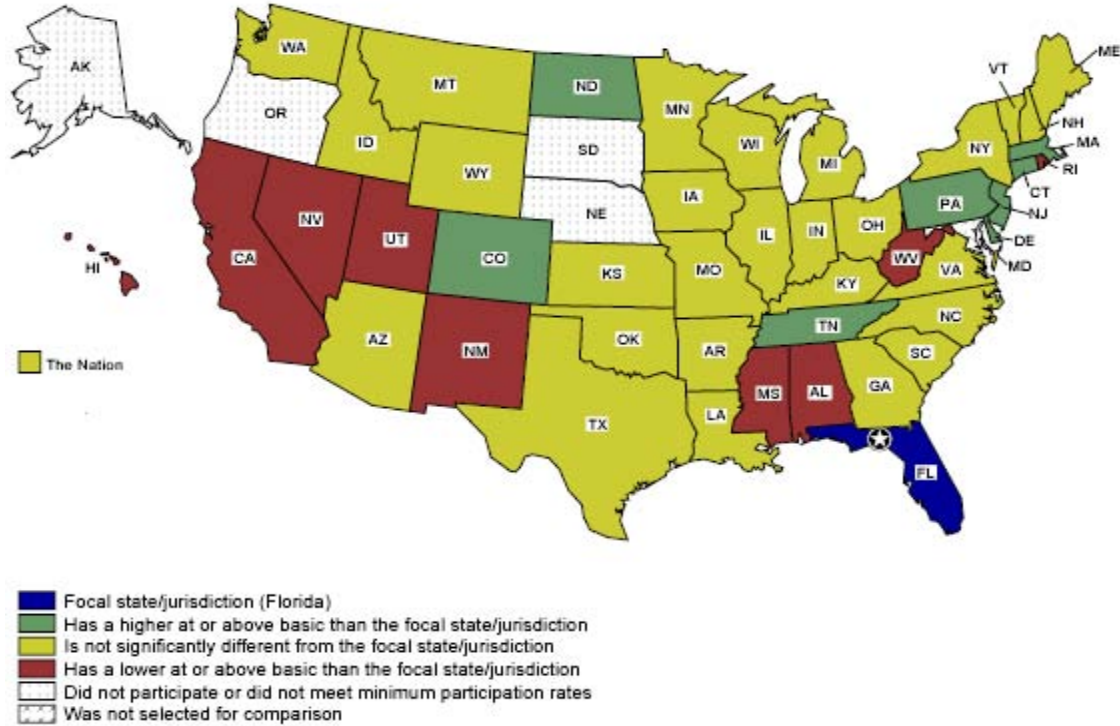 AK
WA
MT
ND
MN
VT
ME
OR
ID
WY
SD
WI
MI
NY
NH
MA
RI
CT
NJ
PA
DE
MD
NV
UT
CA
CO
NE
IA
IL
IN
OH
WV
VA
KS
MO
KY
NC
HI
AZ
NM
OK
AR
TN
SC
The Nation
TX
LA
MS
AL
GA
FL
Focal state/jurisdiction (Florida)
Has a higher at or above basic than the focal state/jurisdiction
Is not significantly different from the focal state/jurisdiction
Has a lower at or above basic than the focal state/jurisdiction
Did not participate or did not meet minimum participation rates
Was not selected for comparison